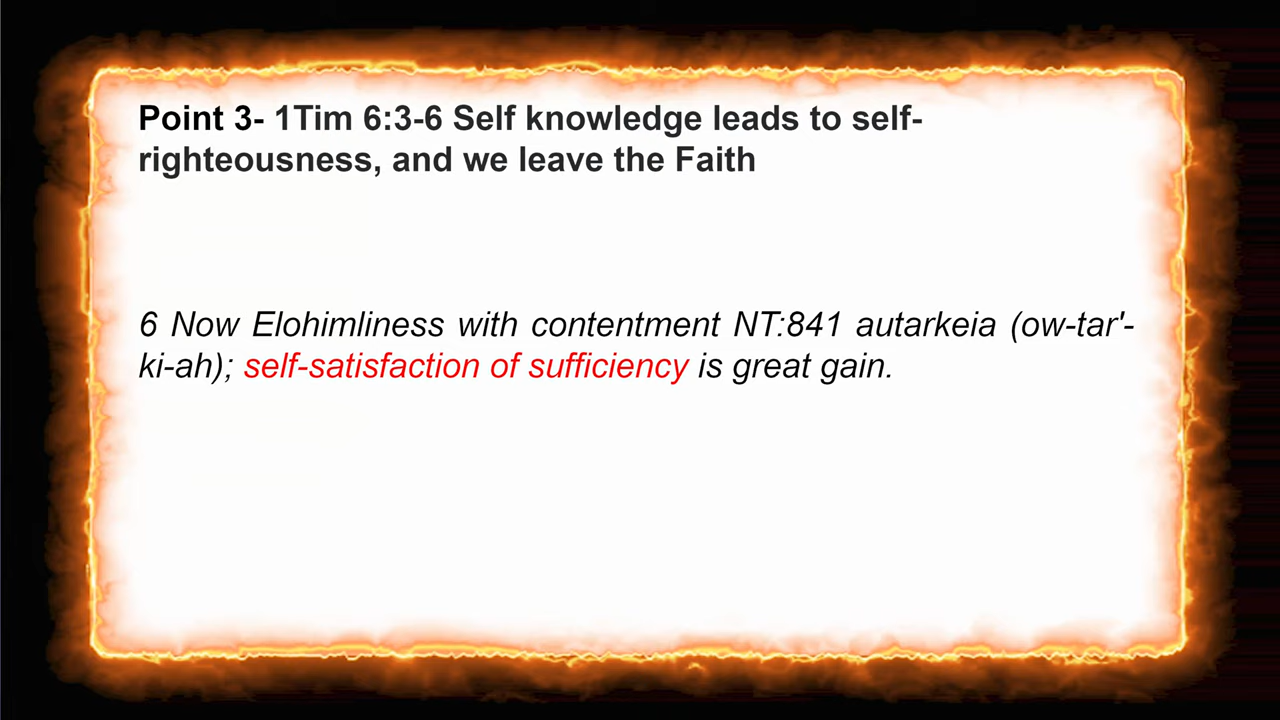 Point 3- 1Tim 6:3-6 Self knowledge leads to self-
righteousness, and we leave the Faith
6 Now Elohimliness with contentment NT:841 autarkeia (ow-tar'-
ki-ah); self-satisfaction of sufficiency is great gain.